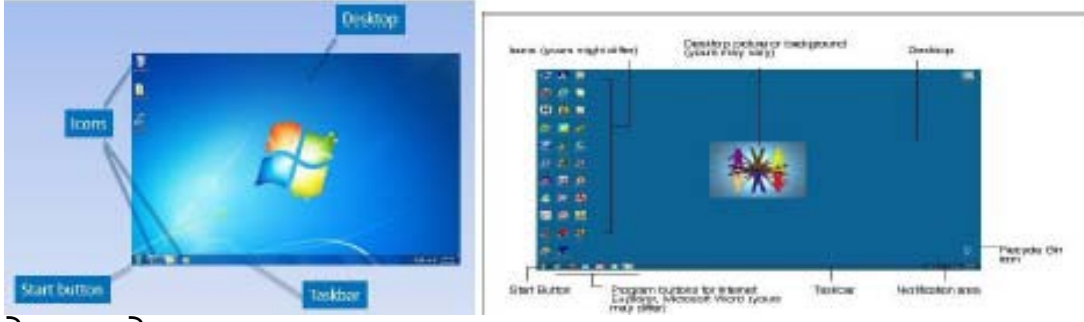 Desktop
Icons
Start button
Taskbar
Icons (yours might differ)
Desktop picture or background
(yours may vary)
Desktop
Recycle Bin
icon
Start Button
Program buttons for Internet
Explorer, Microsoft Word (yours
may differ)
Taskbar
Notification area